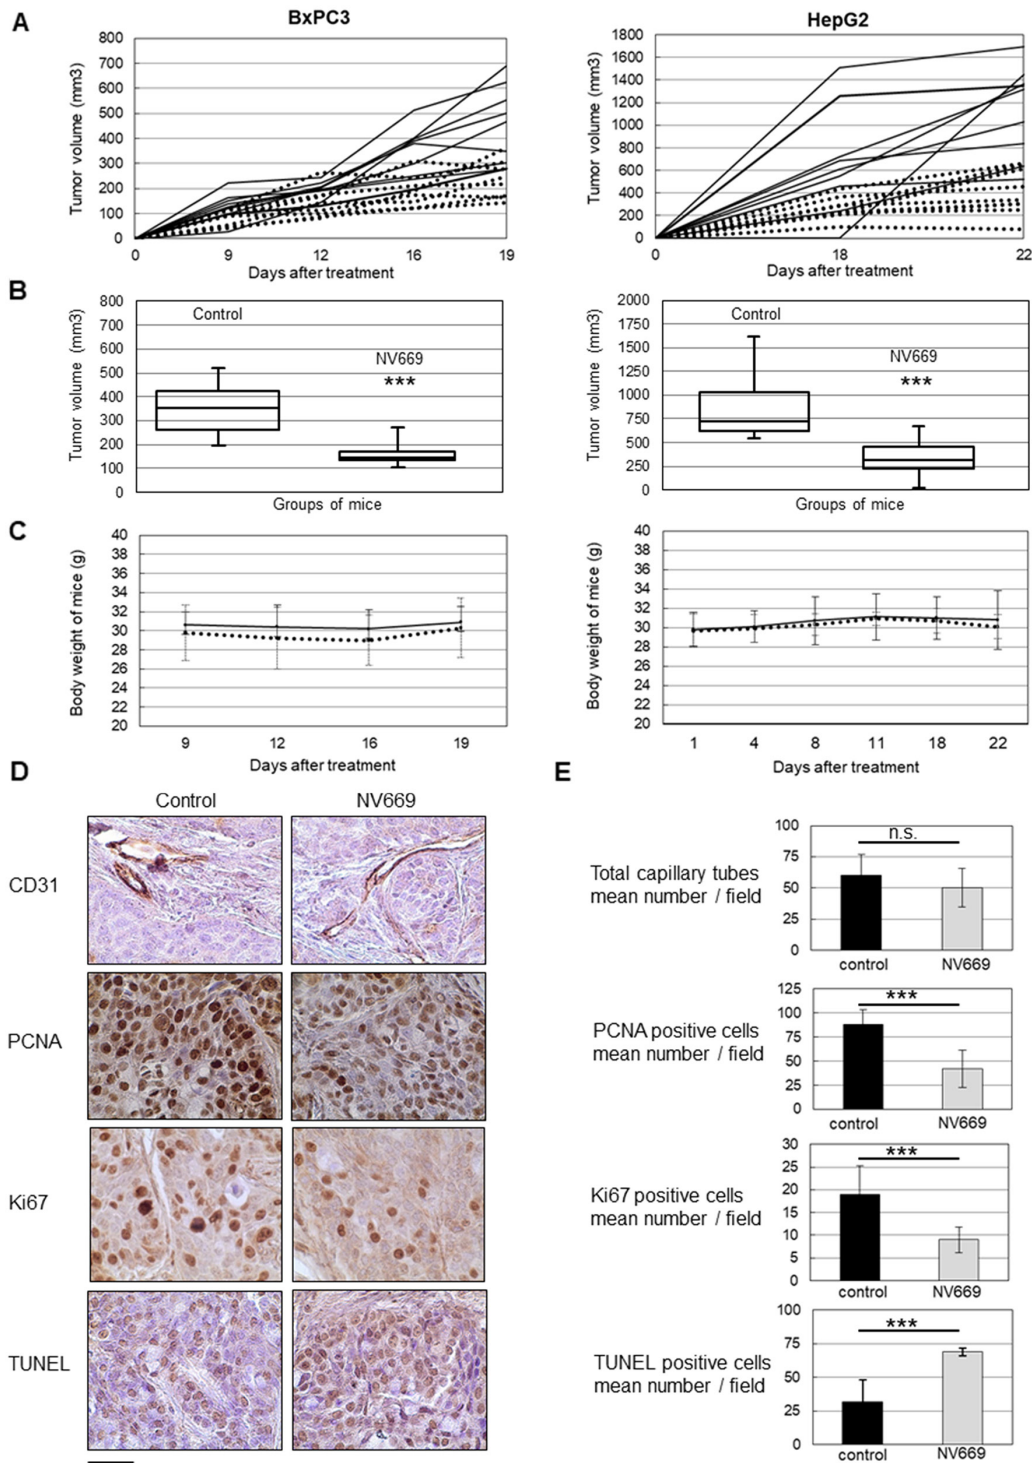 A
BxPC3
HepG2
Tumor volume (mm3)
800
700
600
500
400
300
200
100
0
0 9 12 16 19
Days after treatment
Tumor volume (mm3)
1800
1600
1400
1200
1000
800
600
400
200
0
0 18 22
Days after treatment
B
Tumor volume (mm3)
800
700
600
500
400
300
200
100
0
Control
NV669
***
Groups of mice
Tumor volume (mm3)
2000
1750
1500
1250
1000
750
500
250
0
Control
NV669
***
Groups of mice
C
Body weight of mice (g)
40
38
36
34
32
30
28
26
24
22
20
9 12 16 19
Days after treatment
Body weight of mice (g)
40
38
36
34
32
30
28
26
24
22
20
1 4 8 11 18 22
Days after treatment
D
Control NV669
CD31
PCNA
Ki67
TUNEL
E
Total capillary tubes
mean number / field
100
75
50
25
0
n.s.
control NV669
PCNA positive cells
mean number / field
125
100
75
50
25
0
***
control NV669
Ki67 positive cells
mean number / field
30
25
20
15
10
5
0
***
control NV669
TUNEL positive cells
mean number / field
100
75
50
25
0
***
control NV669